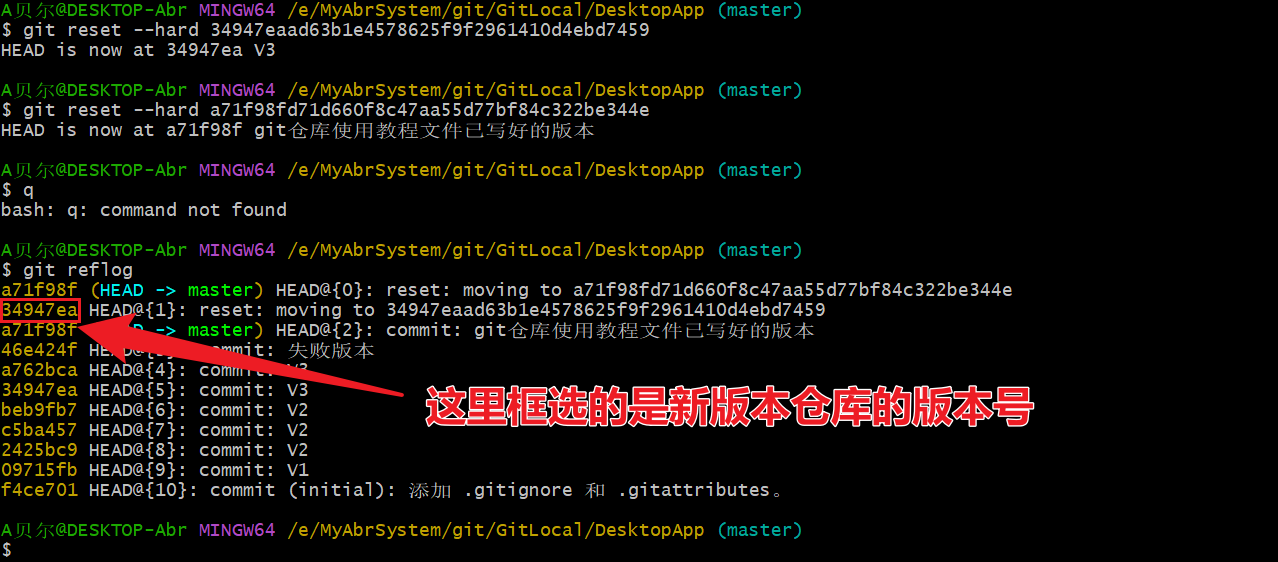 A贝尔@DESKTOP-Abr MINGW64 /e/MyAbrSystem/git/GitLocal/DesktopApp (master)
$ git reset --hard 34947eaad63b1e4578625f9f2961410d4ebd7459
HEAD is now at 34947ea V3
A贝尔@DESKTOP-Abr MINGW64 /e/MyAbrSystem/git/GitLocal/DesktopApp (master)
$ git reset --hard a71f98fd71d660f8c47aa55d77bf84c322be344e
HEAD is now at a71f98f git仓库使用教程文件已写好的版本
A贝尔@DESKTOP-Abr MINGW64 /e/MyAbrSystem/git/GitLocal/DesktopApp (master)
$ q
bash: q: command not found
A贝尔@DESKTOP-Abr MINGW64 /e/MyAbrSystem/git/GitLocal/DesktopApp (master)
$ git reflog
a71f98f (HEAD -> master) HEAD@{0}: reset: moving to a71f98fd71d660f8c47aa55d77bf84c322be344e
34947ea HEAD@{1}: reset: moving to 34947eaad63b1e4578625f9f2961410d4ebd7459
a71f98f -> master) HEAD@{2}: commit: git仓库使用教程文件已写好的版本
46e424f commit: 失败版本
a762bca HEAD@{4}: commit: V3
34947ea HEAD@{5}: commit: V3
beb9fb7 HEAD@{6}: commit: V2
c5ba457 HEAD@{7}: commit: V2
2425bc9 HEAD@{8}: commit: V2
09715fb HEAD@{9}: commit: V1
f4ce701 HEAD@{10}: commit (initial): 添加 .gitignore 和 .gitattributes。
这里框选的是新版本仓库的版本号
A贝尔@DESKTOP-Abr MINGW64 /e/MyAbrSystem/git/GitLocal/DesktopApp (master)
$